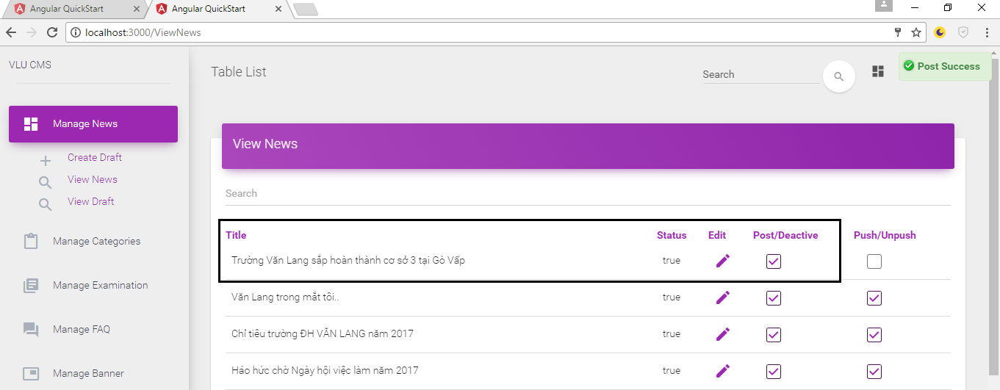 Angular QuickStart
Angular QuickStart
localhost:3000/ViewNews
VLU CMS
Table List
Search
Post Success
Manage News
Create Draft
View News
View Draft
Manage Categories
Manage Examination
Manage FAQ
Manage Banner
View News
Search
Title Status Edit Post/Deactive Push/Unpush
Trường Văn Lang sắp hoàn thành cơ sở 3 tại Gò Vấp true
Văn Lang trong mắt tôi.. true
Chỉ tiêu trường ĐH VĂN LANG năm 2017 true
Háo hức chờ Ngày hội việc làm năm 2017 true